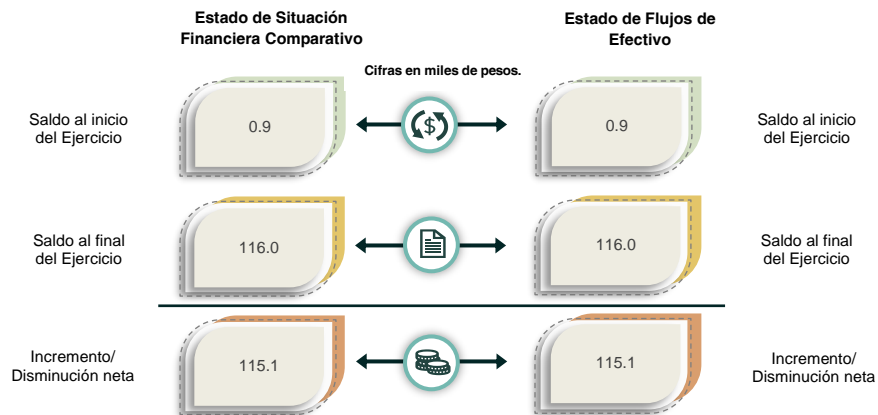 Estado de Situación
Financiera Comparativo
Estado de Flujos de
Efectivo
Cifras en miles de pesos.
Saldo al inicio
del Ejercicio
0.9
$
0.9
Saldo al inicio
del Ejercicio
Saldo al final
del Ejercicio
116.0
116.0
Saldo al final
del Ejercicio
Incremento/
Disminución neta
115.1
115.1
Incremento/
Disminución neta